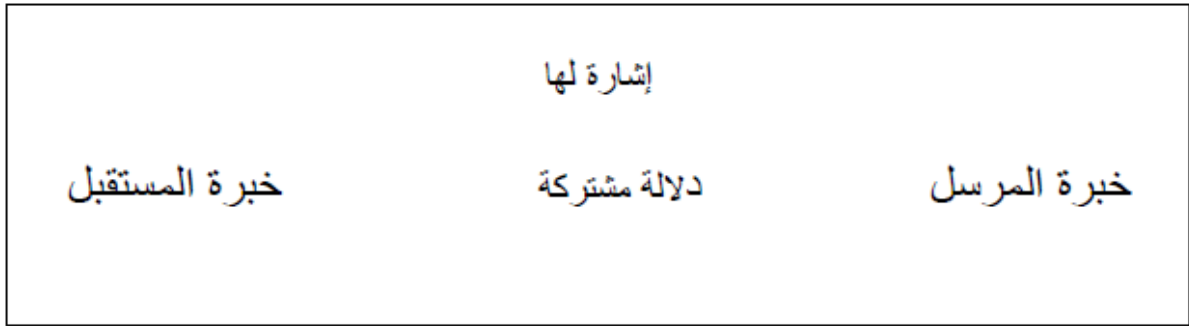 إشارة لها
خبرة المرسل دلالة مشتركة خبرة المستقبل